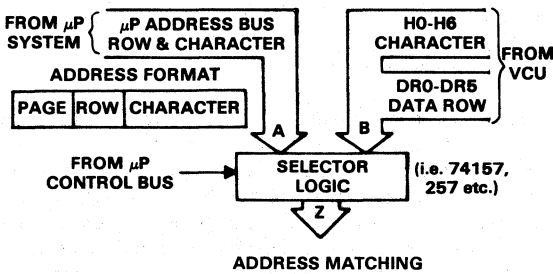 FROM μP
SYSTEM
μP ADDRESS BUS
ROW & CHARACTER
ADDRESS FORMAT
PAGE ROW CHARACTER
H0-H6
CHARACTER
DR0-DR5
DATA ROW
FROM
VCU
A
B
FROM μP
CONTROL BUS
SELECTOR
LOGIC
(i.e. 74157,
257 etc.)
Z
ADDRESS MATCHING